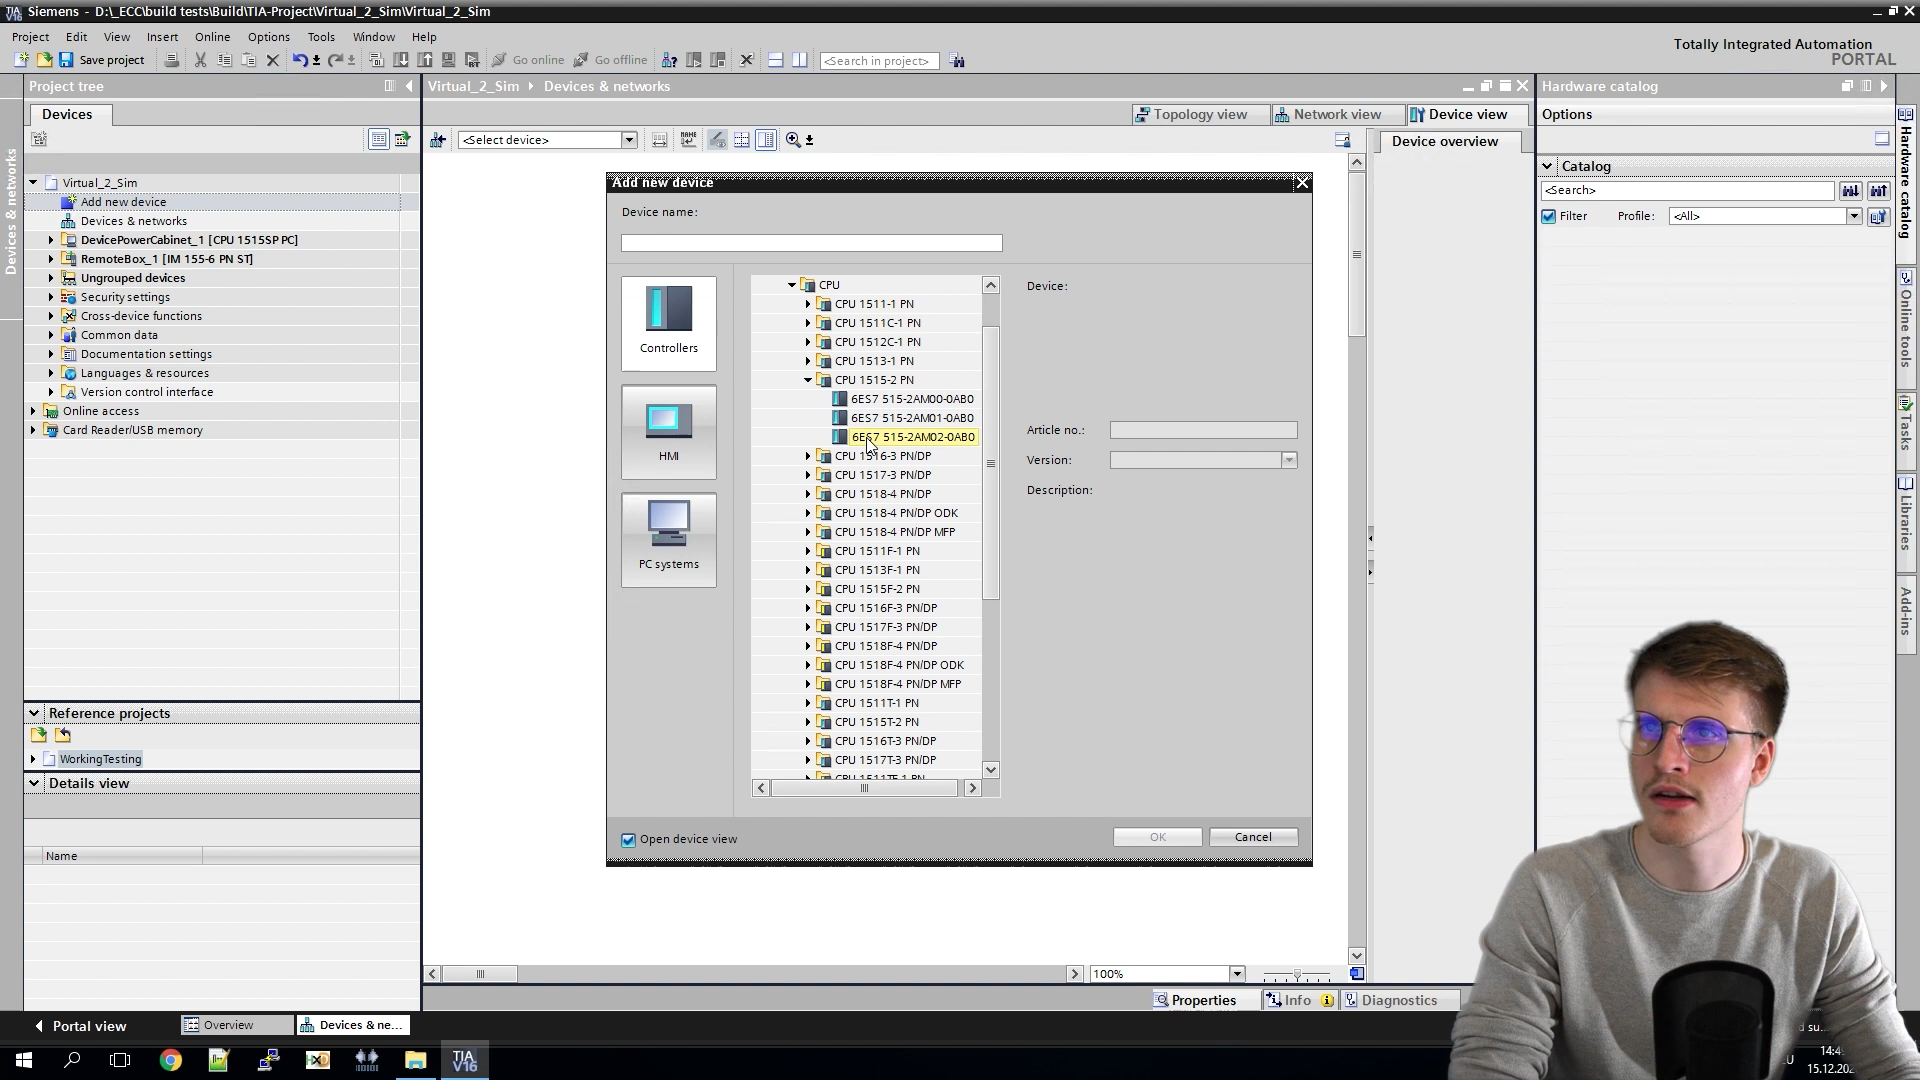 Siemens - D:\_ECC\build tests\Build\TIA-Project\Virtual_2_Sim\Virtual_2_Sim
Project Edit View Insert Online Options Tools Window Help
Totally Integrated Automation
PORTAL
Save project Go online Go offline <Search in project>
Project tree
Virtual_2_Sim Devices & networks
Hardware catalog
Devices
Topology view Network view Device view
Options
<Select device>
Device overview
Devices & networks
Virtual_2_Sim
Add new device
Devices & networks
DevicePowerCabinet_1 [CPU 1515SP PC]
RemoteBox_1 [IM 155-6 PN ST]
Ungrouped devices
Security settings
Cross-device functions
Common data
Documentation settings
Languages & resources
Version control interface
Online access
Card Reader/USB memory
Reference projects
WorkingTesting
Details view
Name
Add new device
Device name:
Controllers
HMI
PC systems
CPU
CPU 1511-1 PN
CPU 1511C-1 PN
CPU 1512C-1 PN
CPU 1513-1 PN
CPU 1515-2 PN
6ES7 515-2AM00-0AB0
6ES7 515-2AM01-0AB0
6ES7 515-2AM02-0AB0
CPU 1516-3 PN/DP
CPU 1517-3 PN/DP
CPU 1518-4 PN/DP
CPU 1518-4 PN/DP ODK
CPU 1518-4 PN/DP MFP
CPU 1511F-1 PN
CPU 1513F-1 PN
CPU 1515F-2 PN
CPU 1516F-3 PN/DP
CPU 1517F-3 PN/DP
CPU 1518F-4 PN/DP
CPU 1518F-4 PN/DP ODK
CPU 1518F-4 PN/DP MFP
CPU 1511T-1 PN
CPU 1515T-2 PN
CPU 1516T-3 PN/DP
CPU 1517T-3 PN/DP
CPU 1511TF-1 PN
Device:
Article no.:
Version:
Description:
Open device view
OK Cancel
Catalog
<Search>
Filter Profile: <All>
Hardware catalog
Online tools
Tasks
Libraries
Add-ins
100%
Properties Info Diagnostics
Portal view Overview Devices & ne...
TIA
V16